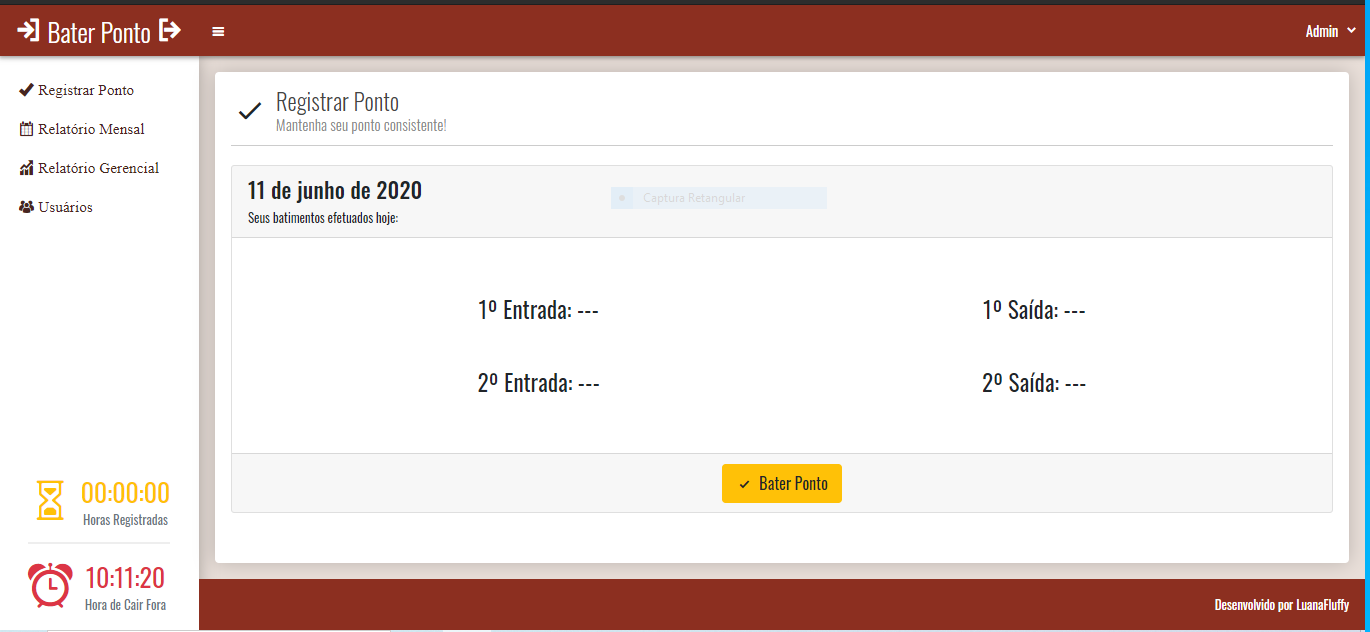 Bater Ponto
Admin
Registrar Ponto
Relatório Mensal
Relatório Gerencial
Usuários
Registrar Ponto
Mantenha seu ponto consistente!
11 de junho de 2020
Seus batimentos efetuados hoje:
Captura Retangular
1º Entrada: ---
1º Saída: ---
2º Entrada: ---
2º Saída: ---
Bater Ponto
00:00:00
Horas Registradas
10:11:20
Hora de Cair Fora
Desenvolvido por LuanaFluffy